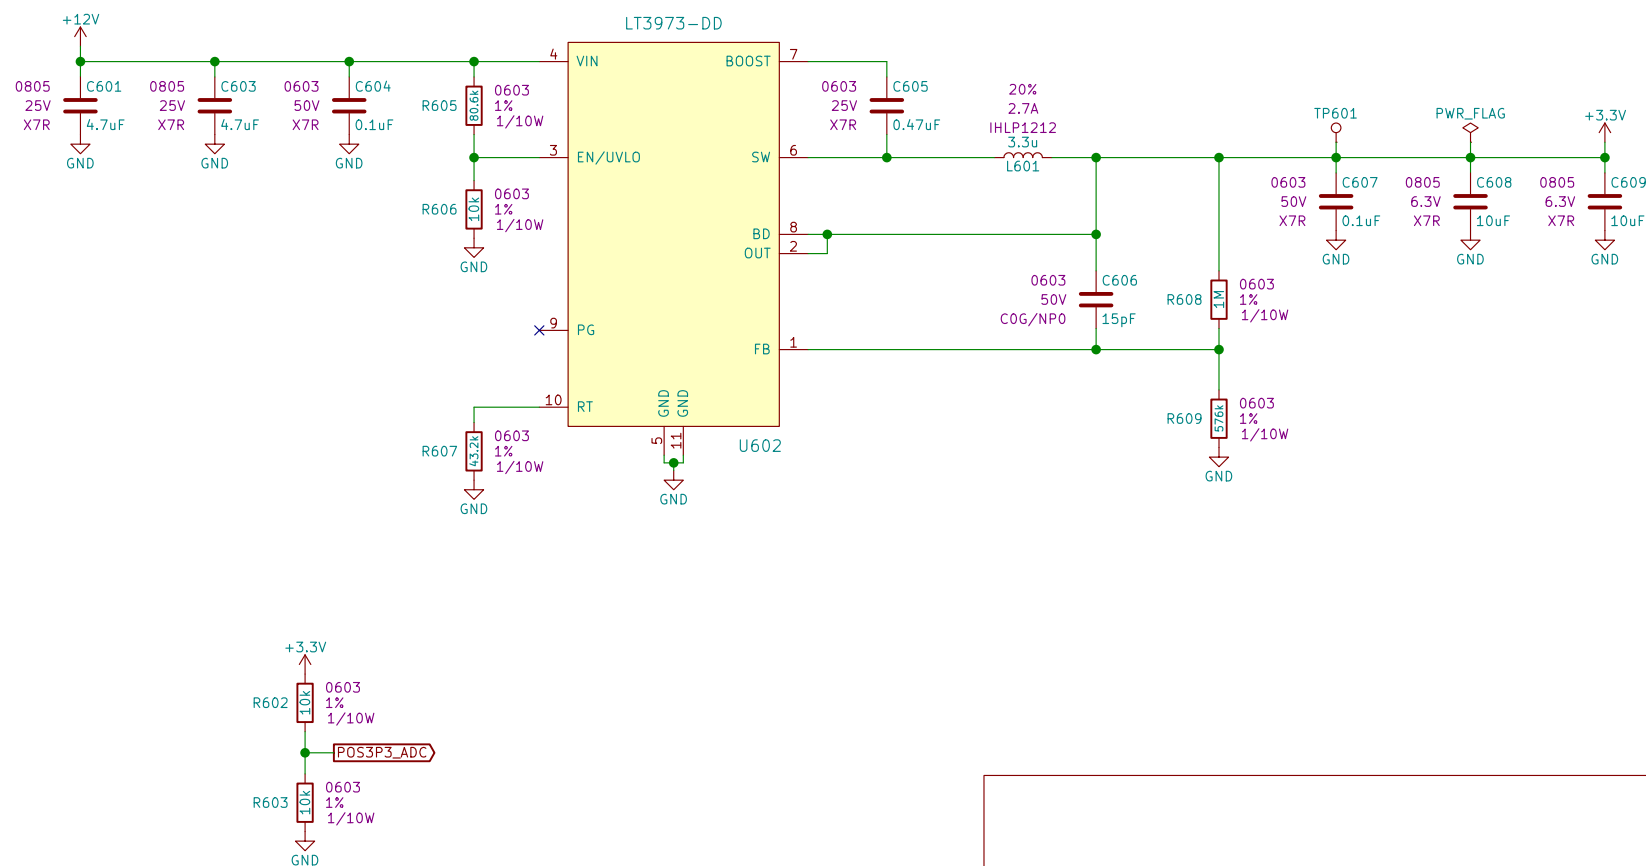 LT3973-DD
+12V
4
VIN
BOOST
7
0805
25V
X7R
C601
4.7uF
GND
0805
25V
X7R
C603
4.7uF
GND
0603
50V
X7R
C604
0.1uF
GND
R605
80.6k
0603
1%
1/10W
3
EN/UVLO
R606
10k
0603
1%
1/10W
GND
0603
25V
X7R
C605
0.47uF
SW
6
20%
2.7A
IHLP1212
3.3u
L601
BD
8
OUT
2
TP601
PWR_FLAG
+3.3V
0603
50V
X7R
C607
0.1uF
GND
0805
6.3V
X7R
C608
10uF
GND
0805
6.3V
X7R
C609
10uF
GND
0603
50V
C0G/NP0
C606
15pF
R608
1M
0603
1%
1/10W
9
PG
FB
1
10
RT
GND
GND
5
11
GND
U602
R607
43.2k
0603
1%
1/10W
GND
R609
576k
0603
1%
1/10W
GND
+3.3V
R602
10k
0603
1%
1/10W
POS3P3_ADC
R603
10k
0603
1%
1/10W
GND